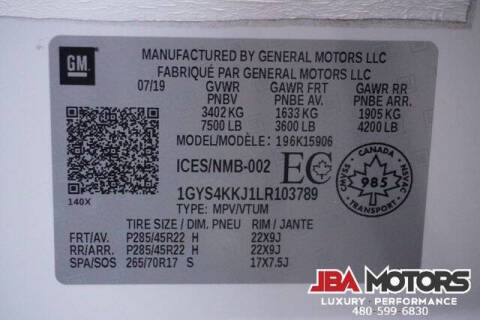 GM
MANUFACTURED BY GENERAL MOTORS LLC
FABRIQUÉ PAR GENERAL MOTORS LLC
07/19 GVWR GAWR FRT GAWR RR
PNBV PNBE AV. PNBE ARR.
3402 KG 1633 KG 1905 KG
7500 LB 3600 LB 4200 LB
MODEL/MODÈLE: 196K15906
ICES/NMB-002 EC
CANADA
CMVSS 985 NSVAC
TRANSPORT
1GYS4KKJ1LR103789
140X
TYPE: MPV/VTUM
TIRE SIZE / DIM. PNEU RIM / JANTE
FRT/AV. P285/45R22 H 22X9J
RR/ARR. P285/45R22 H 22X9J
SPA/SOS 265/70R17 S 17X7.5J
JBA MOTORS
LUXURY - PERFORMANCE
480 599 6830